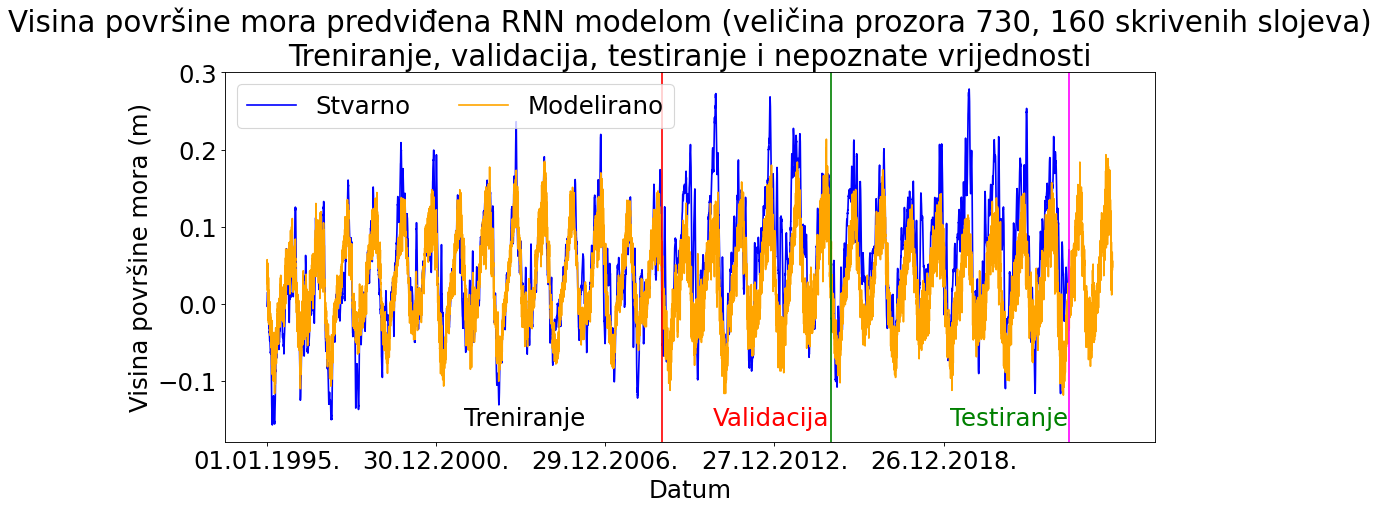 Visina površine mora predviđena RNN modelom (veličina prozora 730, 160 skrivenih slojeva)
Treniranje, validacija, testiranje i nepoznate vrijednosti
Stvarno Modelirano
Visina površine mora (m)
0.3
0.2
0.1
0.0
−0.1
Treniranje Validacija Testiranje
01.01.1995. 30.12.2000. 29.12.2006. 27.12.2012. 26.12.2018.
Datum